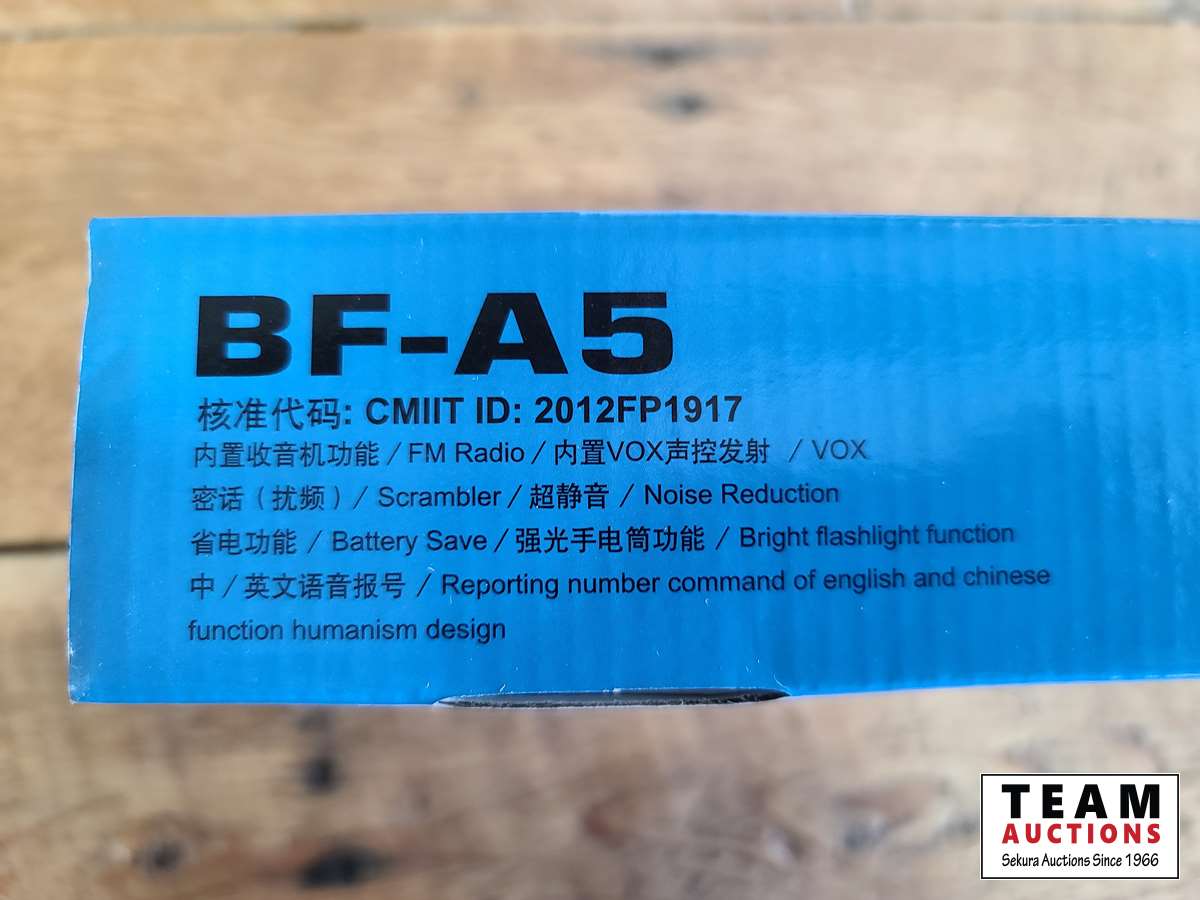 BF-A5
核准代码: CMIIT ID: 2012FP1917
内置收音机功能 / FM Radio / 内置VOX声控发射 / VOX
密话 (扰频) / Scrambler / 超静音 / Noise Reduction
省电功能 / Battery Save / 强光手电筒功能 / Bright flashlight function
中 / 英文语音报号 / Reporting number command of english and chinese
function humanism design
TEAM
AUCTIONS
Sekura Auctions Since 1966